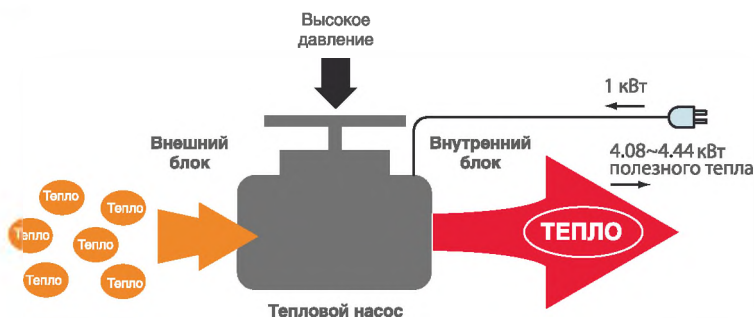 Высокое
давление
1 кВт
Внешний
блок
Внутренний
блок
4.08~4.44 кВт
полезного тепла
Тепло
Тепло
Тепло
Тепло
Тепло
Тепло
ТЕПЛО
Тепловой насос